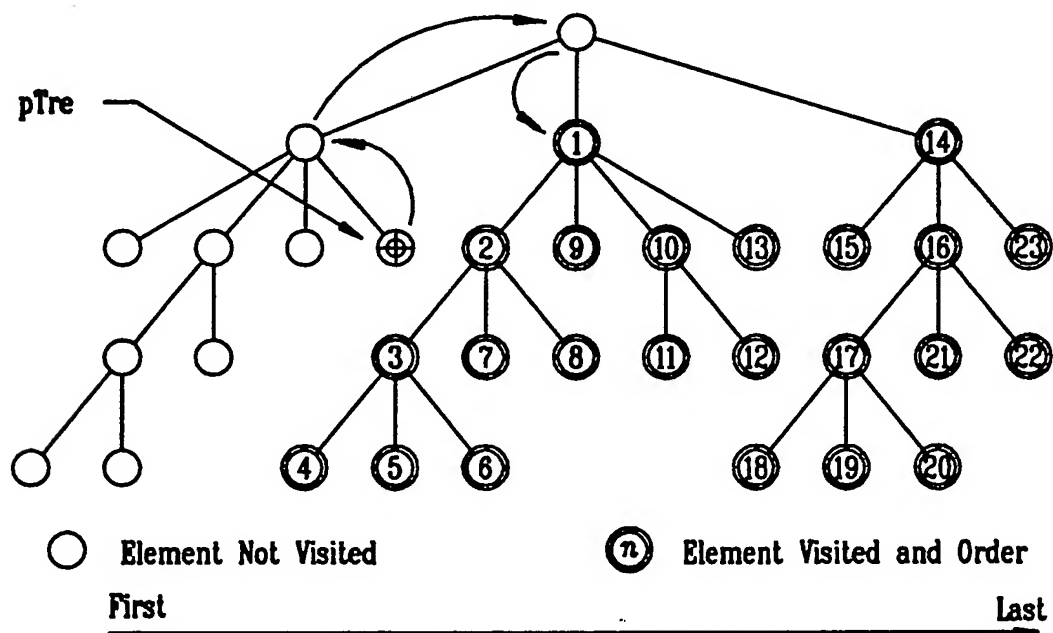 pTre
1 14
2 9 10 13 15 16 23
3 7 8 11 12 17 21 22
4 5 6 18 19 20
Element Not Visited
n Element Visited and Order
First Last